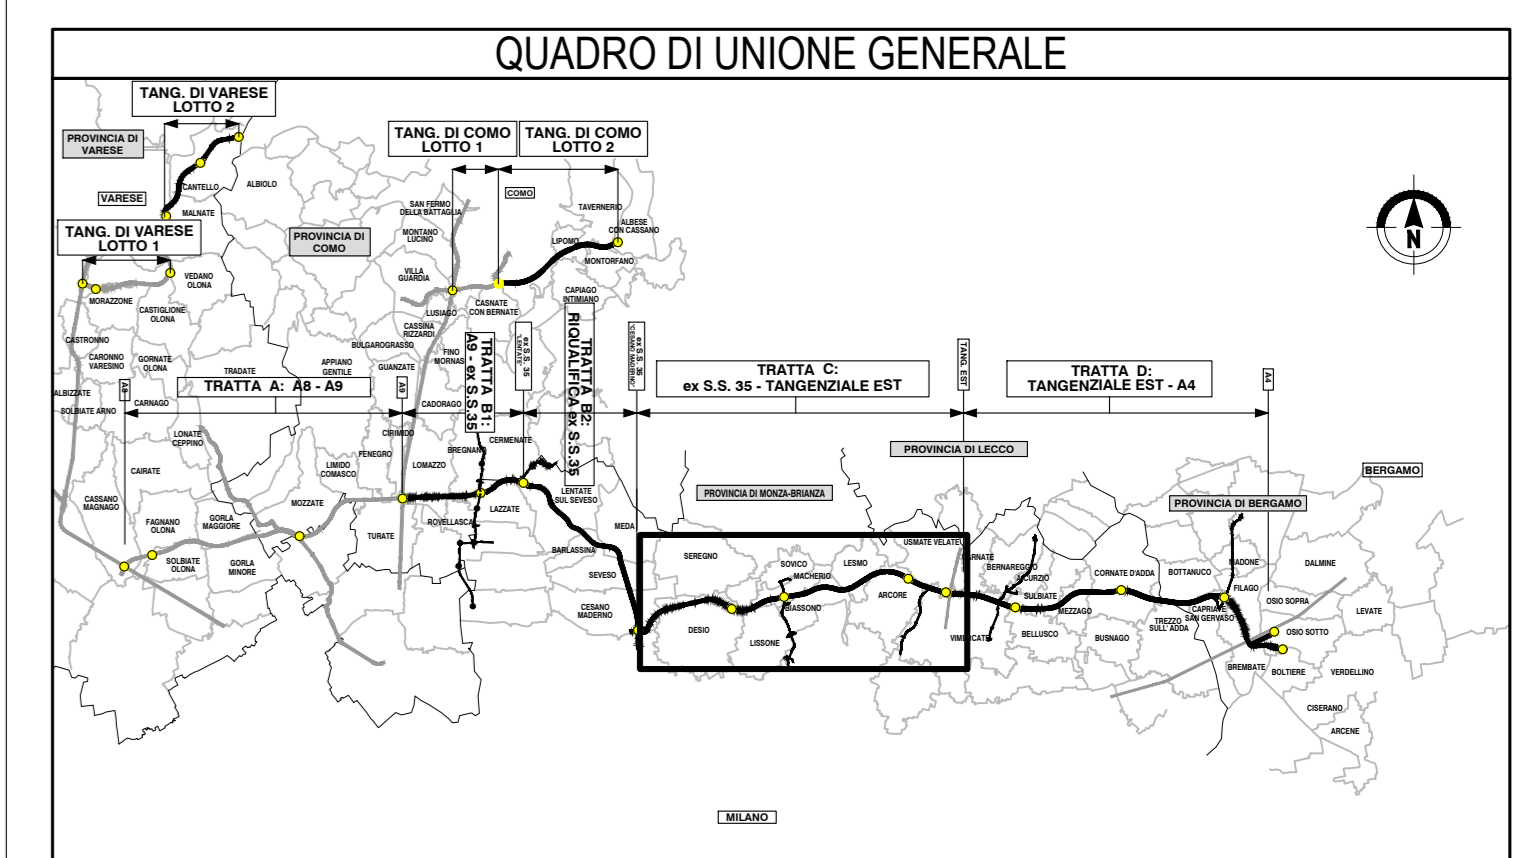 QUADRO DI UNIONE GENERALE
TANG. DI VARESE
LOTTO 2
PROVINCIA DI
VARESE
CANTELLO
ALBIOLO
VARESE
MALNATE
TANG. DI VARESE
LOTTO 1
VEDANO
OLONA
MORAZZONE
CASTIGLIONE
OLONA
PROVINCIA DI
COMO
TANG. DI COMO
LOTTO 1
TANG. DI COMO
LOTTO 2
COMO
SAN FERMO
DELLA BATTAGLIA
MONTANO
LUCINO
TAVERNERIO
ALBESE
CON CASSANO
LIPOMO
MONTORFANO
VILLA
GUARDIA
CAPIAGO
INTIMIANO
LUSIAGO
CASNATE
CON BERNATE
CASSINA
RIZZARDI
BULGAROGRASSO
FINO
MORNAS
GUANZATE
APPIANO
GENTILE
CASTRONNO
CARONNO
VARESINO
GORNATE
OLONA
TRADATE
ALBIZZATE
SOLBIATE ARNO
CARNAGO
A8
TRATTA A: A8 - A9
A9
TRATTA B1:
A9 - ex S.S.35
ex S.S. 35
"LENTATE"
TRATTA B2:
RIQUALIFICA ex S.S.35
ex S.S. 35
"CESANO MADERNO"
TRATTA C:
ex S.S. 35 - TANGENZIALE EST
TANG. EST
TRATTA D:
TANGENZIALE EST - A4
A4
N
CADORAGO
CIRIMIDO
FENEGRO
LIMIDO
COMASCO
LOMAZZO
BREGNANO
CERMENATE
LONATE
CEPPINO
CAIRATE
CASSANO
MAGNAGO
FAGNANO
OLONA
GORLA
MAGGIORE
MOZZATE
TURATE
ROVELLASCA
LAZZATE
LENTATE
SUL SEVESO
SOLBIATE
OLONA
GORLA
MINORE
PROVINCIA DI LECCO
PROVINCIA DI MONZA-BRIANZA
PROVINCIA DI BERGAMO
BERGAMO
MEDA
BARLASSINA
SEVESO
CESANO
MADERNO
SEREGNO
DESIO
LISSONE
SOVICO
MACHERIO
BIASSONO
LESMO
ARCORE
USMATE VELATE
CARNATE
BERNAREGGIO
AICURZIO
SULBIATE
MEZZAGO
VIMERCATE
BELLUSCO
BUSNAGO
CORNATE D'ADDA
BOTTANUCO
TREZZO
SULL' ADDA
MADONE
FILAGO
CAPRIATE
SAN GERVASO
DALMINE
OSIO SOPRA
LEVATE
OSIO SOTTO
BREMBATE
BOLTIERE
VERDELLINO
CISERANO
ARCENE
MILANO